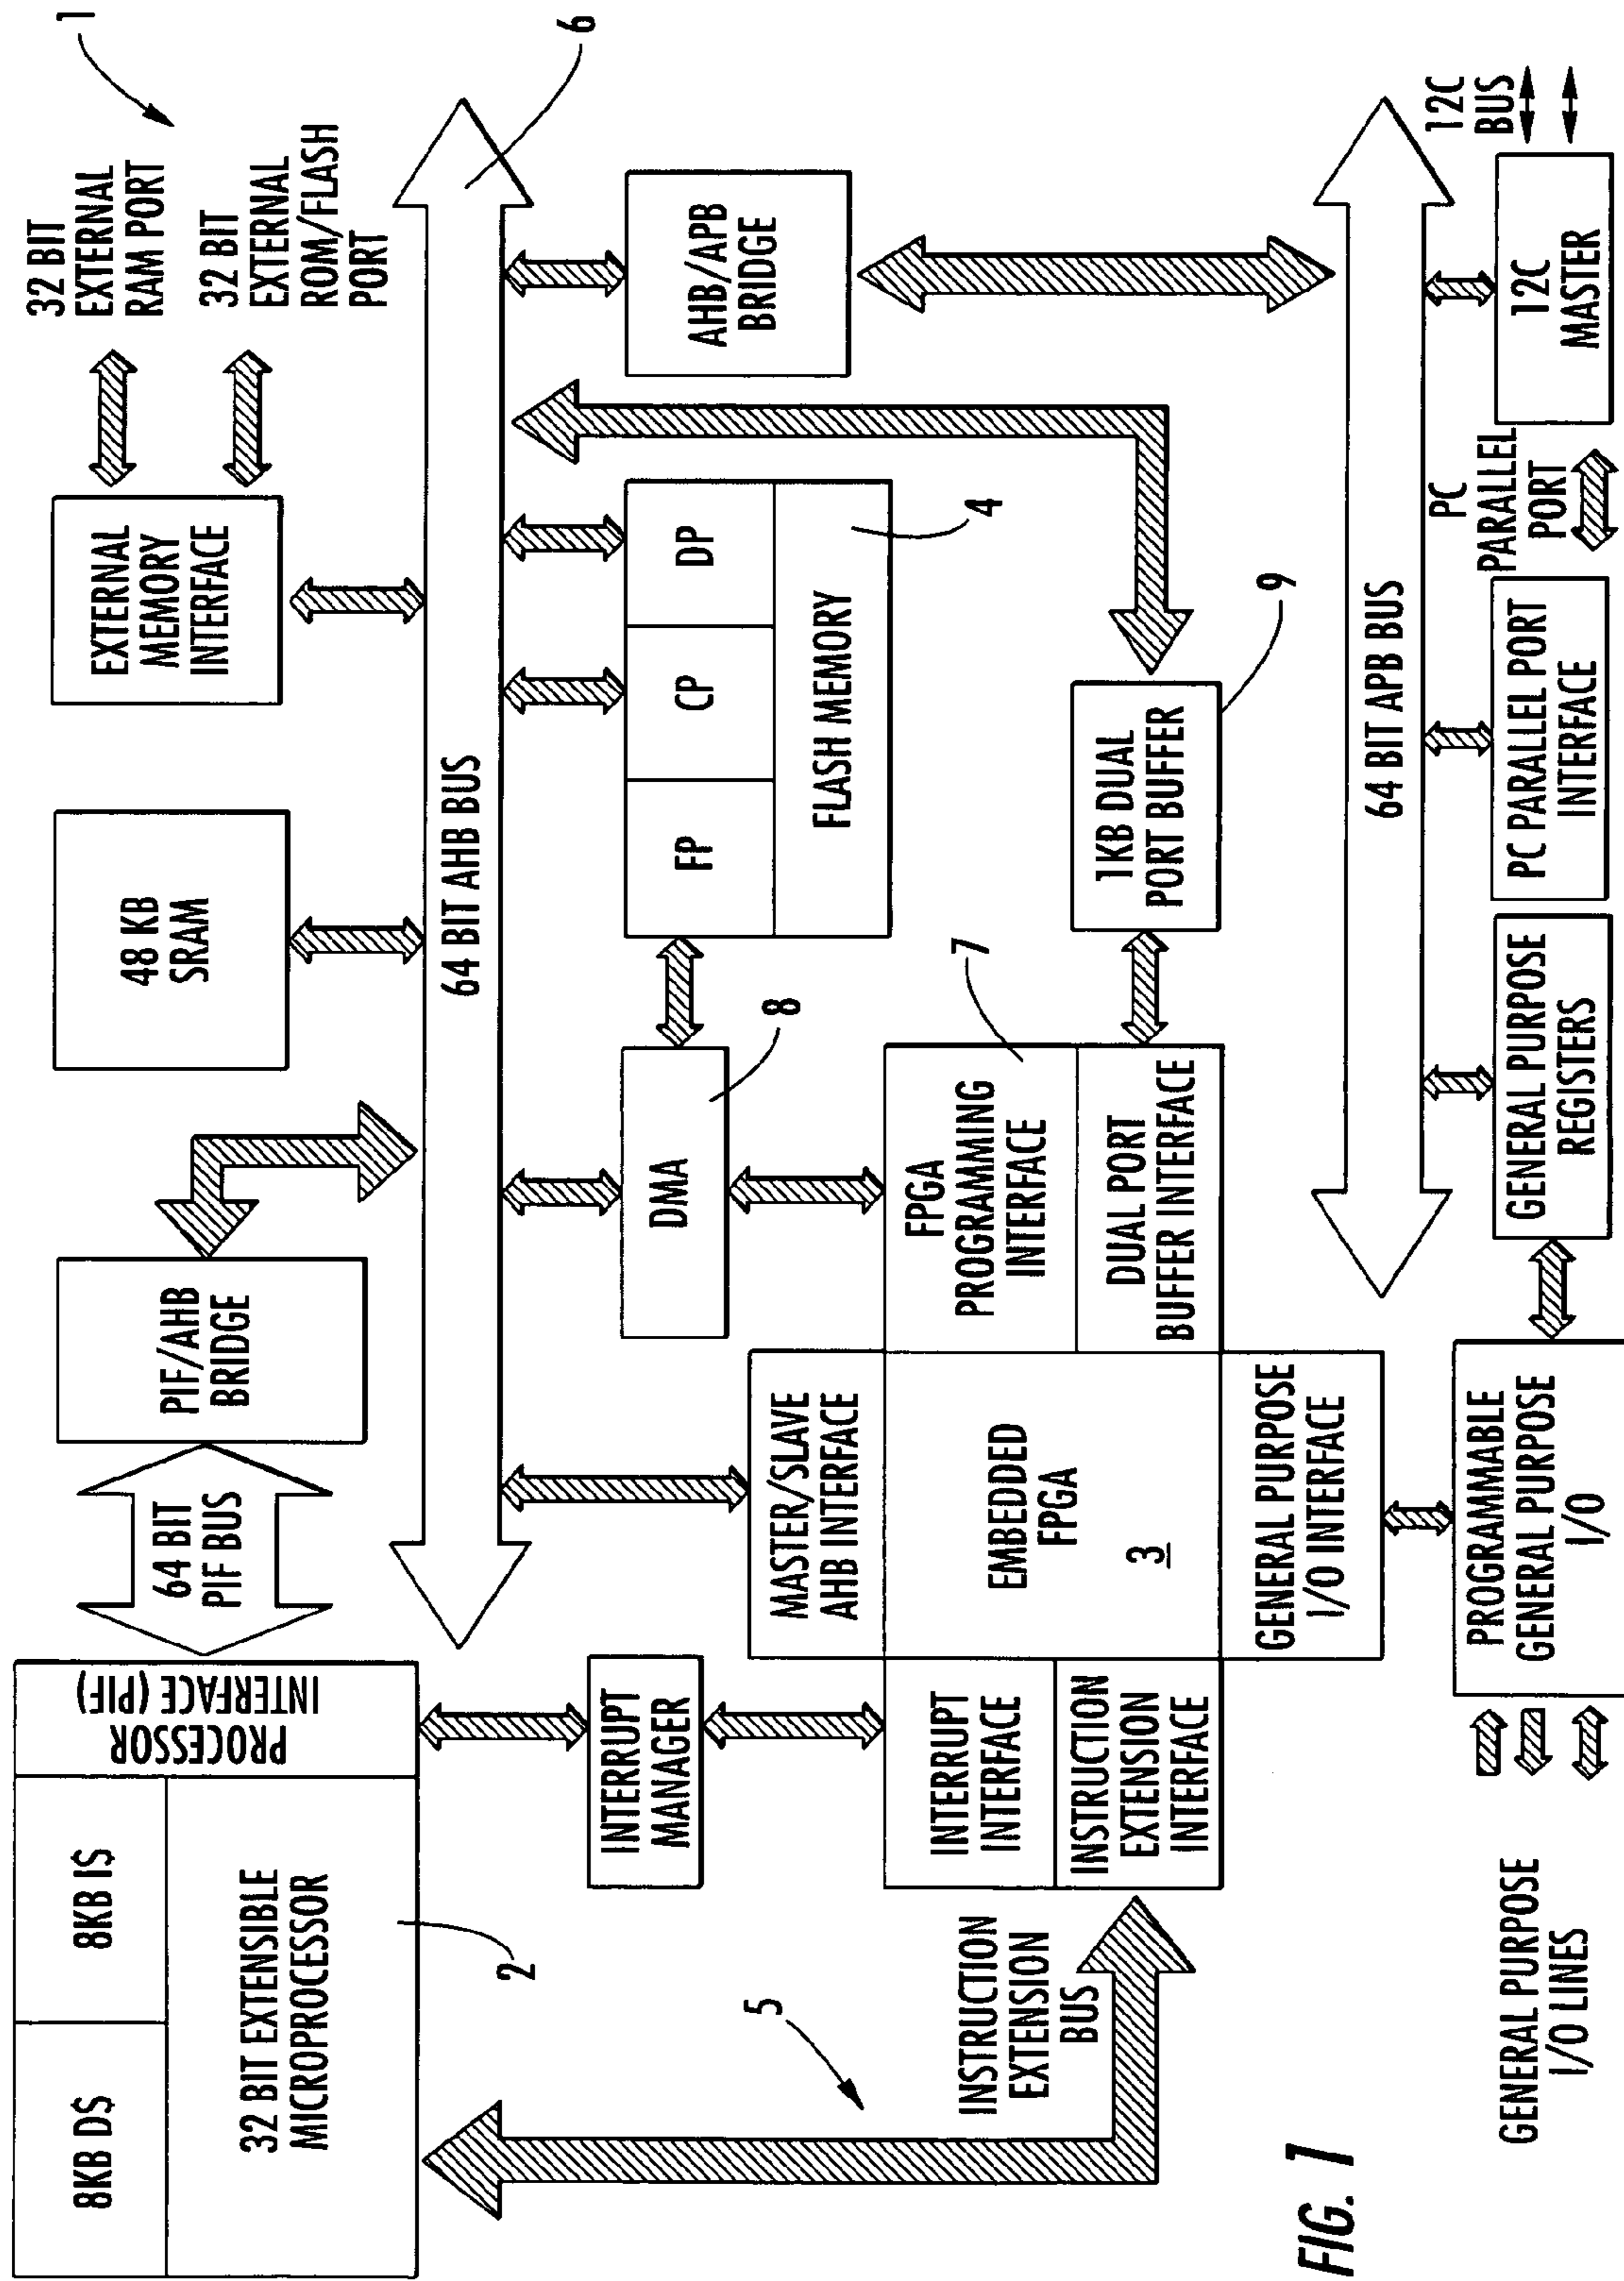 1
8KB DS
8KB IS
32 BIT EXTENSIBLE
MICROPROCESSOR
2
PROCESSOR
INTERFACE (PIF)
64 BIT
PIF BUS
PIF/AHB
BRIDGE
48 KB
SRAM
EXTERNAL
MEMORY
INTERFACE
32 BIT
EXTERNAL
RAM PORT
32 BIT
EXTERNAL
ROM/FLASH
PORT
64 BIT AHB BUS
6
INTERRUPT
MANAGER
DMA
8
FP
CP
DP
FLASH MEMORY
4
AHB/APB
BRIDGE
5
INSTRUCTION
EXTENSION
BUS
INTERRUPT
INTERFACE
INSTRUCTION
EXTENSION
INTERFACE
MASTER/SLAVE
AHB INTERFACE
EMBEDDED
FPGA
3
GENERAL PURPOSE
I/O INTERFACE
FPGA
PROGRAMMING
INTERFACE
7
DUAL PORT
BUFFER INTERFACE
1KB DUAL
PORT BUFFER
9
64 BIT APB BUS
GENERAL PURPOSE
I/O LINES
PROGRAMMABLE
GENERAL PURPOSE
I/O
GENERAL PURPOSE
REGISTERS
PC PARALLEL PORT
INTERFACE
PC
PARALLEL
PORT
12C
MASTER
12C
BUS
FIG. 1